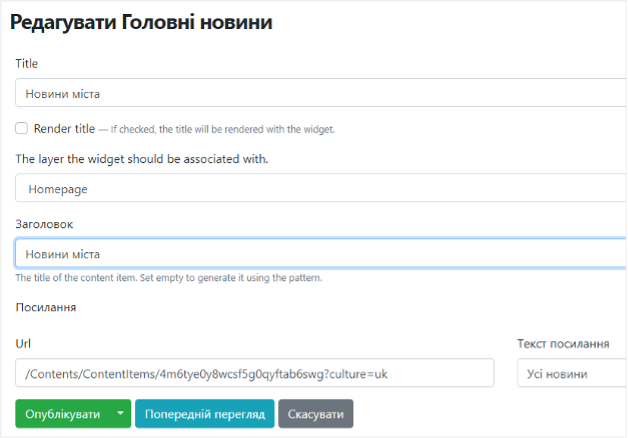 Редагувати Головні новини
Title
Новини міста
Render title — If checked, the title will be rendered with the widget.
The layer the widget should be associated with.
Homepage
Заголовок
Новини міста
The title of the content item. Set empty to generate it using the pattern.
Посилання
Url Текст посилання
/Contents/ContentItems/4m6tye0y8wcsf5g0qyftab6swg?culture=uk Усі новини
Опублікувати Попередній перегляд Скасувати